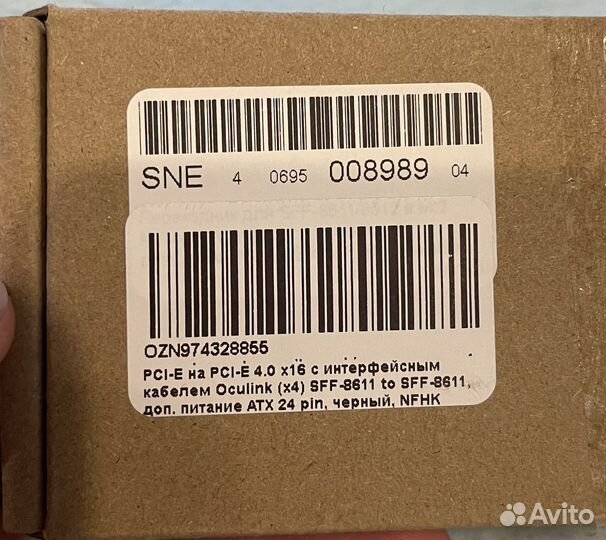 SNE 4 0695 008989 04
OZN974328855
PCI-E на PCI-E 4.0 x16 с интерфейсным
кабелем Oculink (x4) SFF-8611 to SFF-8611,
доп. питание ATX 24 pin, черный, NFHK
Avito